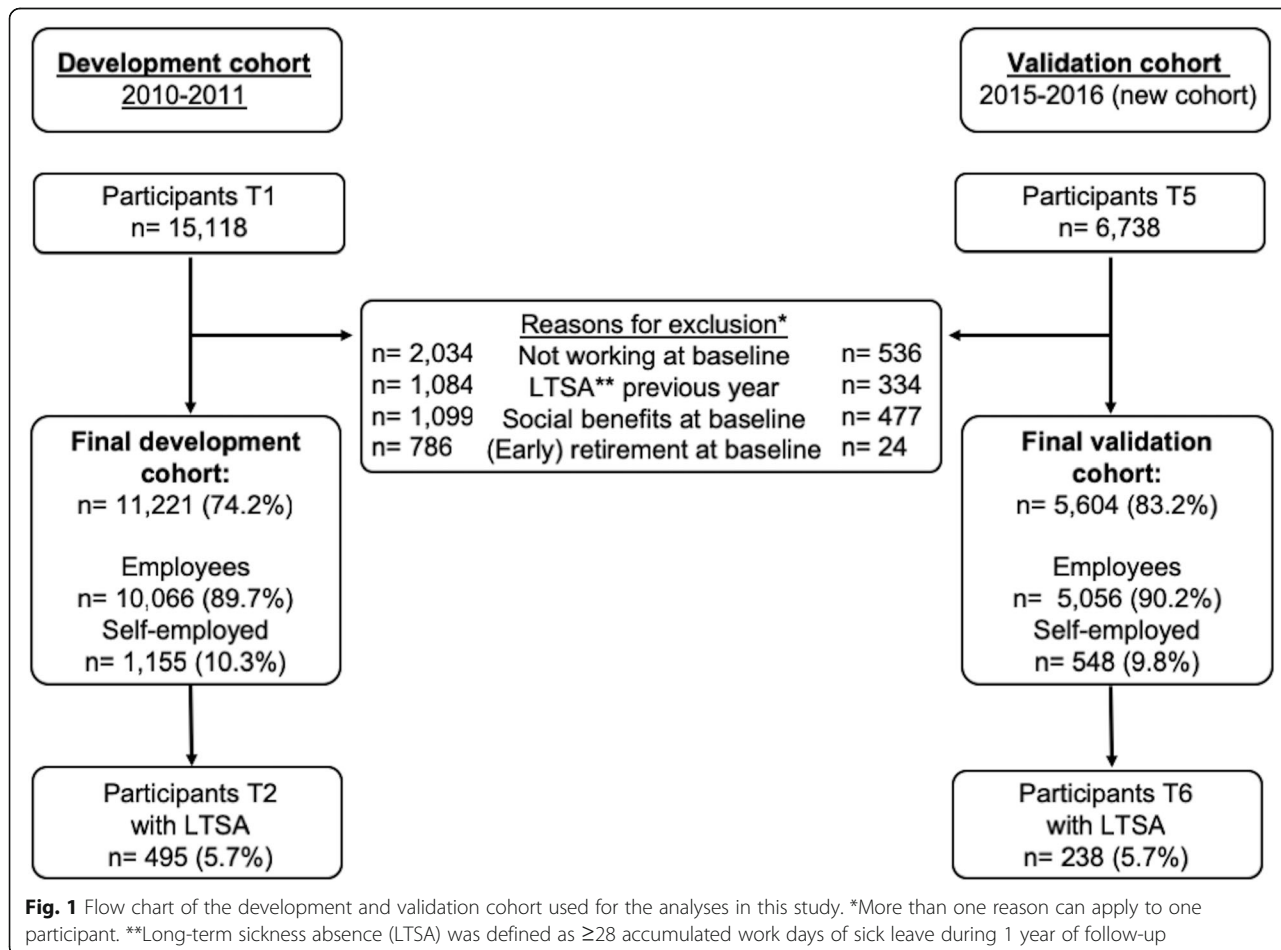 Development cohort
2010-2011
Validation cohort
2015-2016 (new cohort)
Participants T1
n= 15,118
Participants T5
n= 6,738
Reasons for exclusion*
n= 2,034 Not working at baseline n= 536
n= 1,084 LTSA** previous year n= 334
n= 1,099 Social benefits at baseline n= 477
n= 786 (Early) retirement at baseline n= 24
Final development
cohort:
n= 11,221 (74.2%)
Employees
n= 10,066 (89.7%)
Self-employed
n= 1,155 (10.3%)
Final validation
cohort:
n= 5,604 (83.2%)
Employees
n= 5,056 (90.2%)
Self-employed
n= 548 (9.8%)
Participants T2
with LTSA
n= 495 (5.7%)
Participants T6
with LTSA
n= 238 (5.7%)
Fig. 1 Flow chart of the development and validation cohort used for the analyses in this study. *More than one reason can apply to one
participant. **Long-term sickness absence (LTSA) was defined as ≥28 accumulated work days of sick leave during 1 year of follow-up